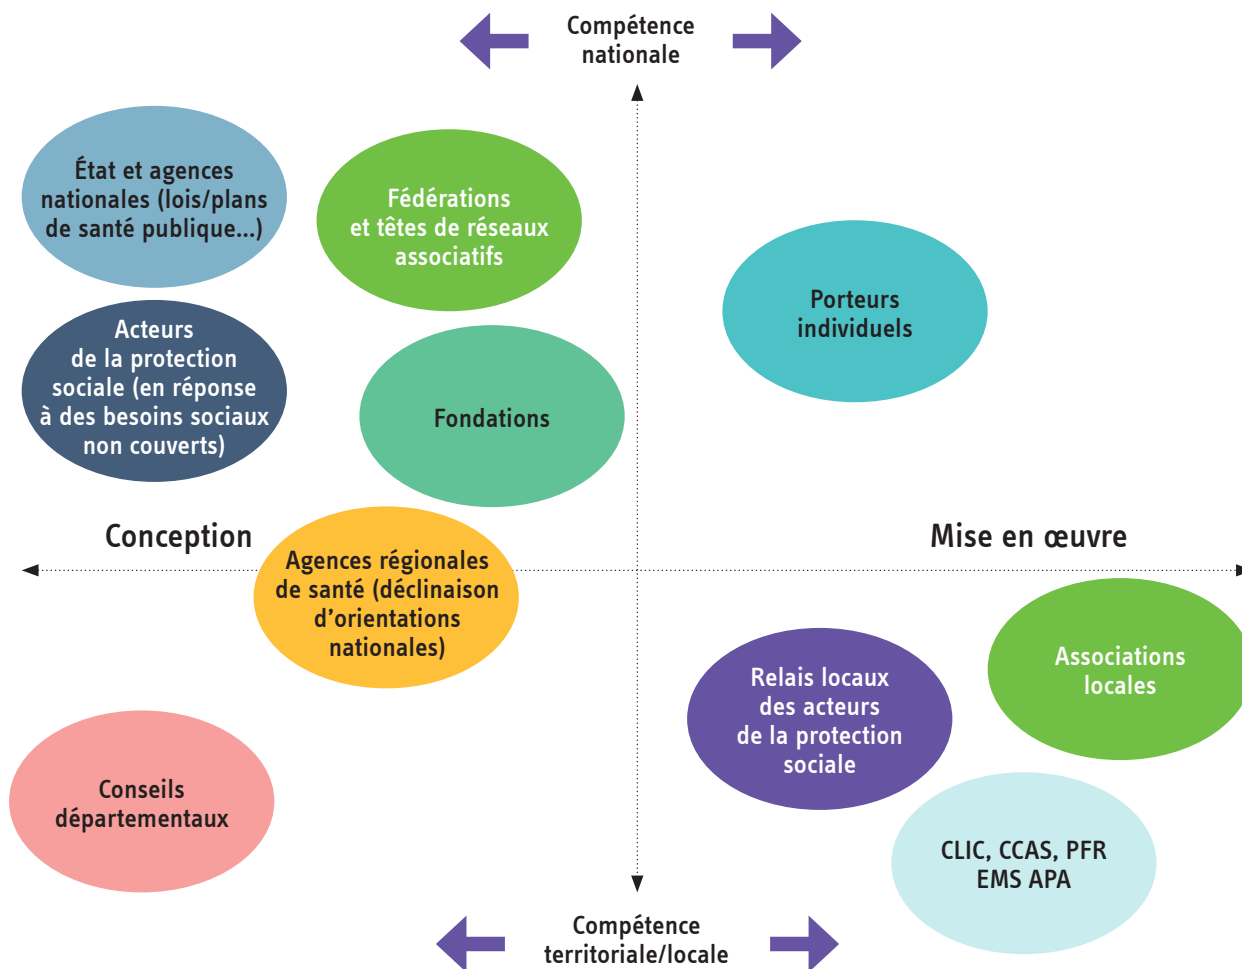 Compétence
nationale
État et agences
nationales (lois/plans
de santé publique...)
Fédérations
et têtes de réseaux
associatifs
Porteurs
individuels
Acteurs
de la protection
sociale (en réponse
à des besoins sociaux
non couverts)
Fondations
Conception
Mise en œuvre
Agences régionales
de santé (déclinaison
d'orientations
nationales)
Associations
locales
Relais locaux
des acteurs
de la protection
sociale
Conseils
départementaux
CLIC, CCAS, PFR
EMS APA
Compétence
territoriale/locale